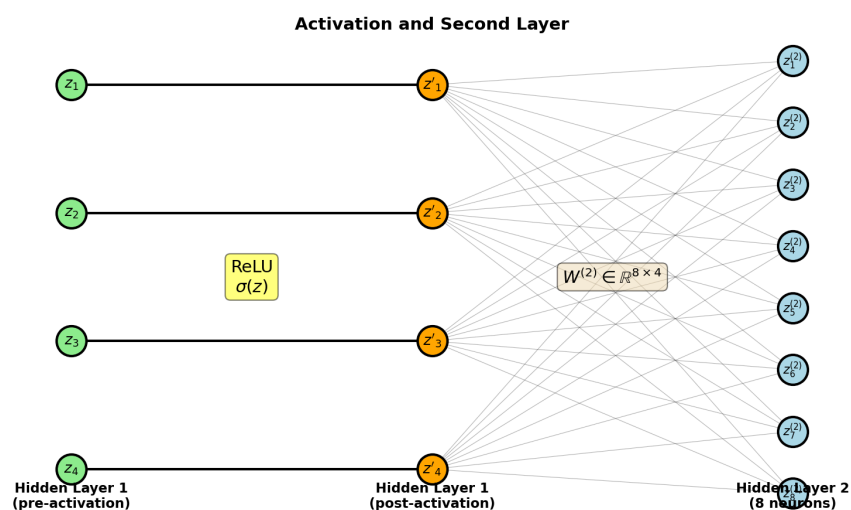 Activation and Second Layer
z₁
z'₁
z₁⁽²⁾
z₂⁽²⁾
z₂
z'₂
z₃⁽²⁾
z₄⁽²⁾
ReLU
σ(z)
W⁽²⁾ ∈ ℝ⁸ ˣ ⁴
z₃
z'₃
z₅⁽²⁾
z₆⁽²⁾
z₇⁽²⁾
z₄
z'₄
z₈⁽²⁾
Hidden Layer 1
(pre-activation)
Hidden Layer 1
(post-activation)
Hidden Layer 2
(8 neurons)